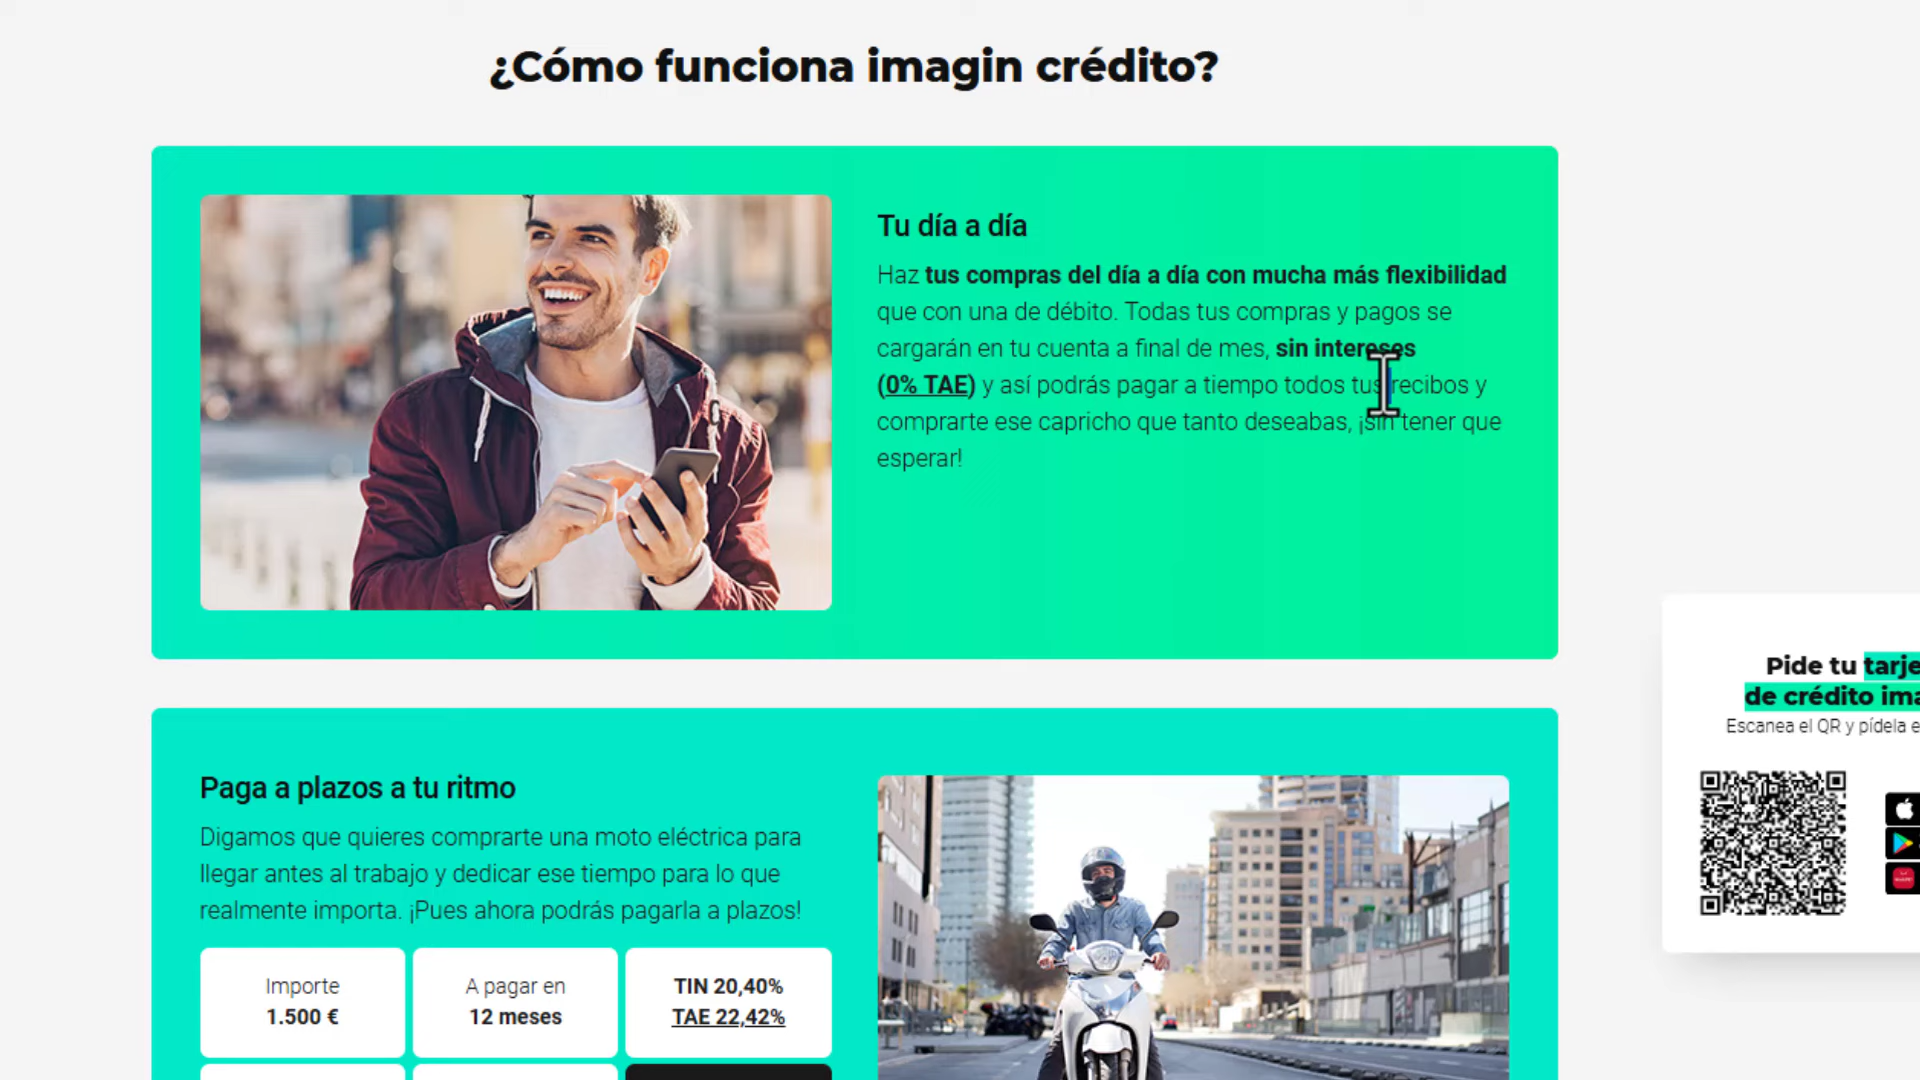 ¿Cómo funciona imagin crédito?
Tu día a día
Haz tus compras del día a día con mucha más flexibilidad
que con una de débito. Todas tus compras y pagos se
cargarán en tu cuenta a final de mes, sin intereses
(0% TAE) y así podrás pagar a tiempo todos tus recibos y
comprarte ese capricho que tanto deseabas, ¡sin tener que
esperar!
Paga a plazos a tu ritmo
Digamos que quieres comprarte una moto eléctrica para
llegar antes al trabajo y dedicar ese tiempo para lo que
realmente importa. ¡Pues ahora podrás pagarla a plazos!
Importe
1.500 €
A pagar en
12 meses
TIN 20,40%
TAE 22,42%
Pide tu tarje
de crédito ima
Escanea el QR y pídela e